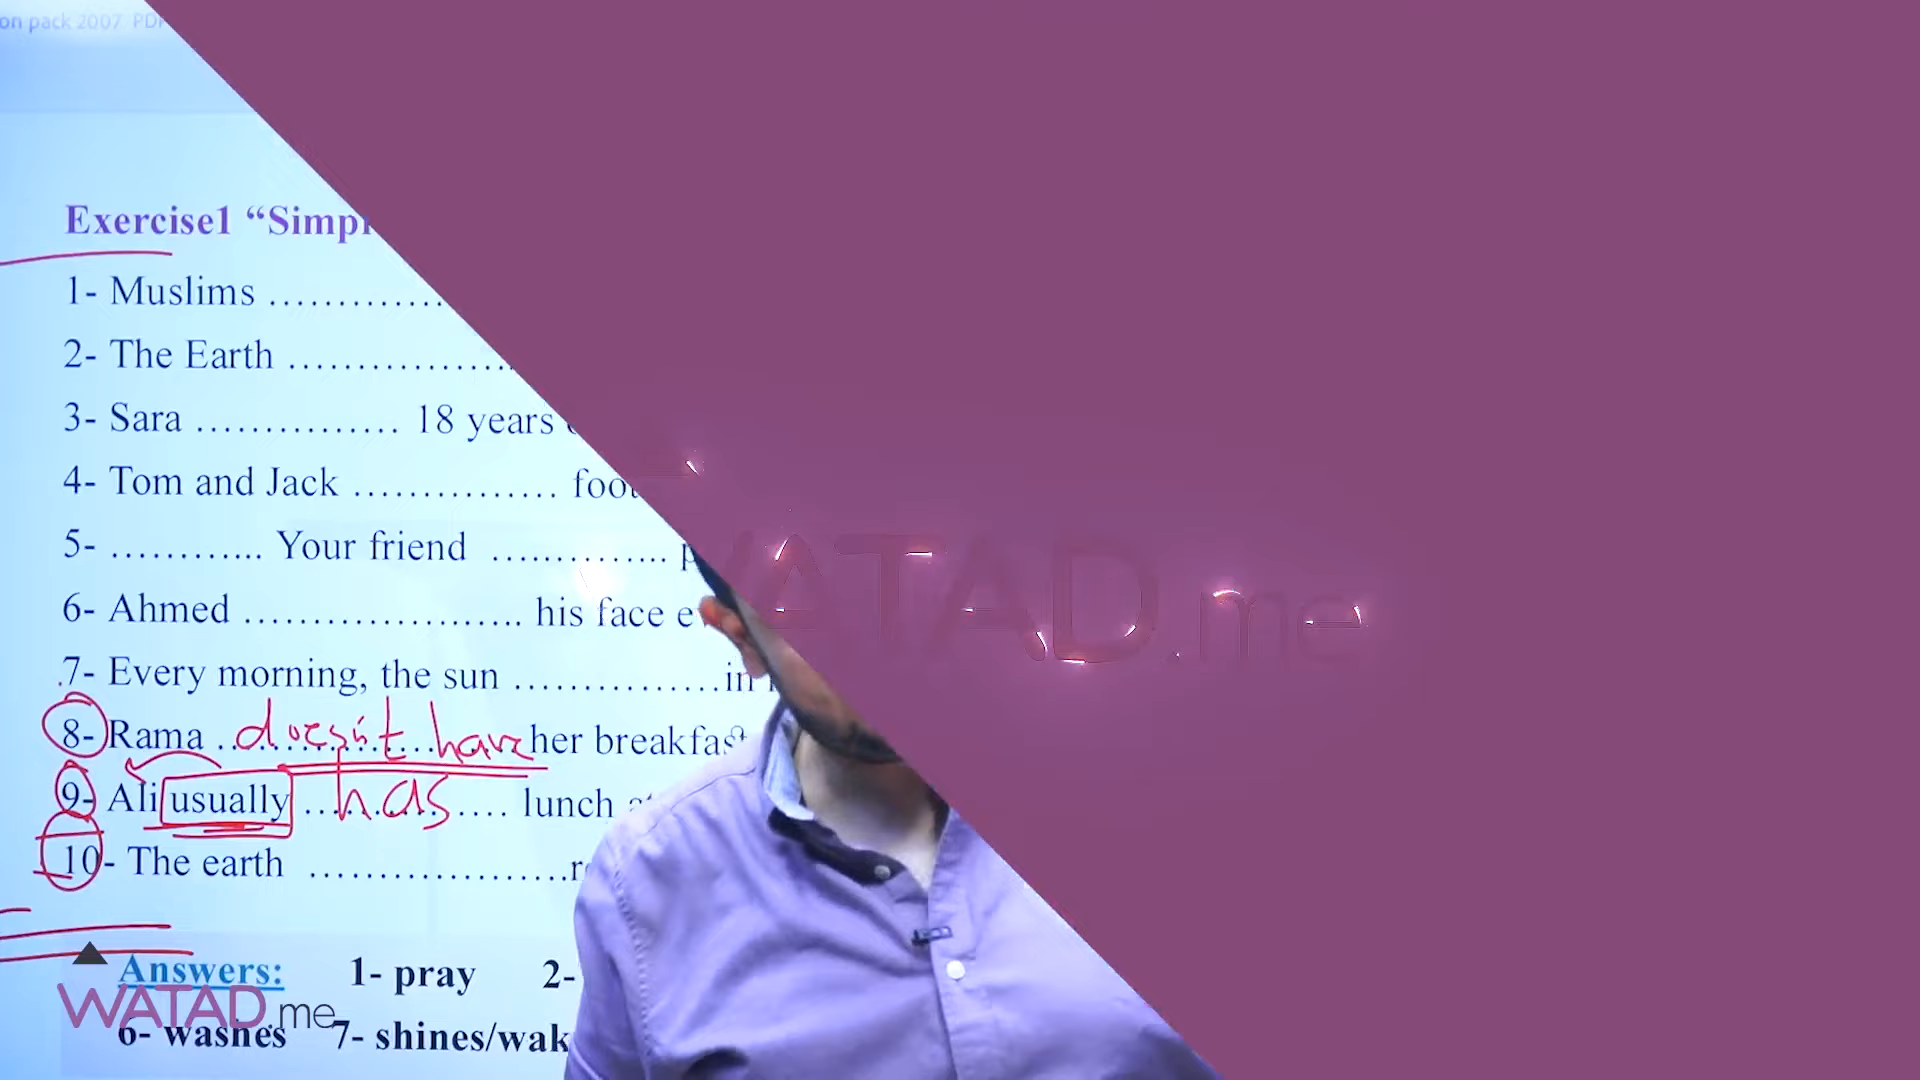 on pack 2007 PDF
Exercise1 “Simpl
1- Muslims ………….
2- The Earth ……………..
3- Sara …………… 18 years
4- Tom and Jack …………… foot
5- ………... Your friend …………..
6- Ahmed ……………….. his face
7- Every morning, the sun ……………in
8- Rama doesn't have her breakfast
9- Ali usually has lunch
10- The earth ……………….
Answers: 1- pray 2-
6- washes 7- shines/wak
WATAD.me
WATAD.me